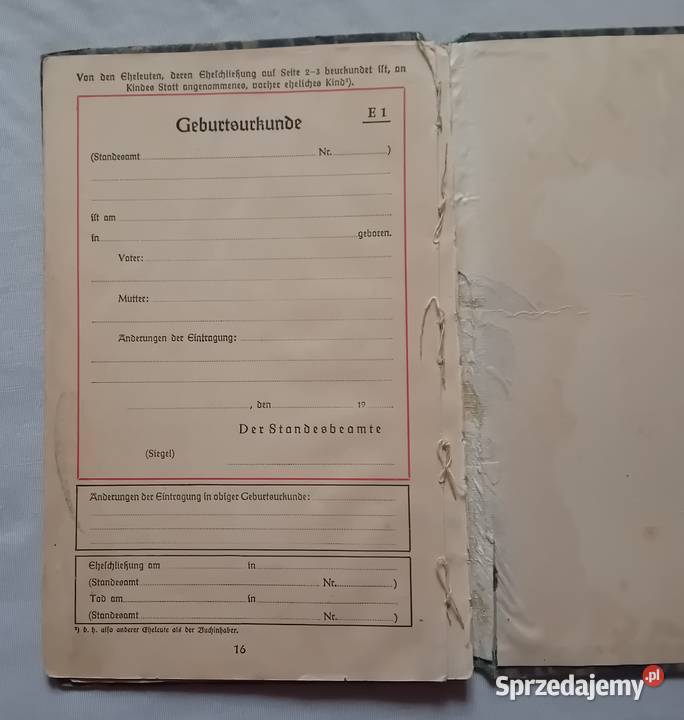 Von den Eheleuten, deren Eheschließung auf Seite 2–3 beurkundet ist, an
Kindes Statt angenommenes, vorher eheliches Kind¹).
E 1
Geburtsurkunde
(Standesamt Nr. )
ist am
in geboren.
Vater:
Mutter:
Änderungen der Eintragung:
, den 19
Der Standesbeamte
(Siegel)
Änderungen der Eintragung in obiger Geburtsurkunde:
Eheschließung am in
(Standesamt Nr. )
Tod am in
(Standesamt Nr. )
¹) d. h. also anderer Eheleute als der Buchinhaber.
16
Sprzedajemy.pl